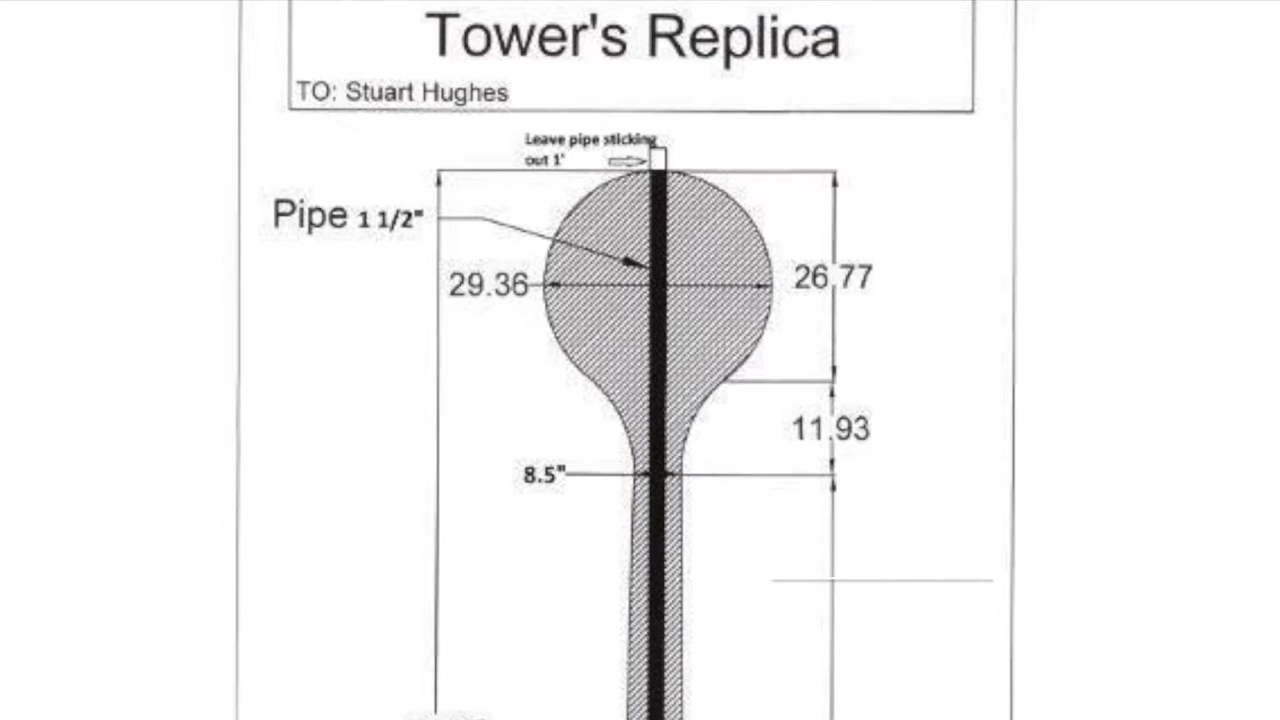 Tower's Replica
TO: Stuart Hughes
Leave pipe sticking
out 1'
Pipe 1 1/2"
29.36
26.77
11.93
8.5"